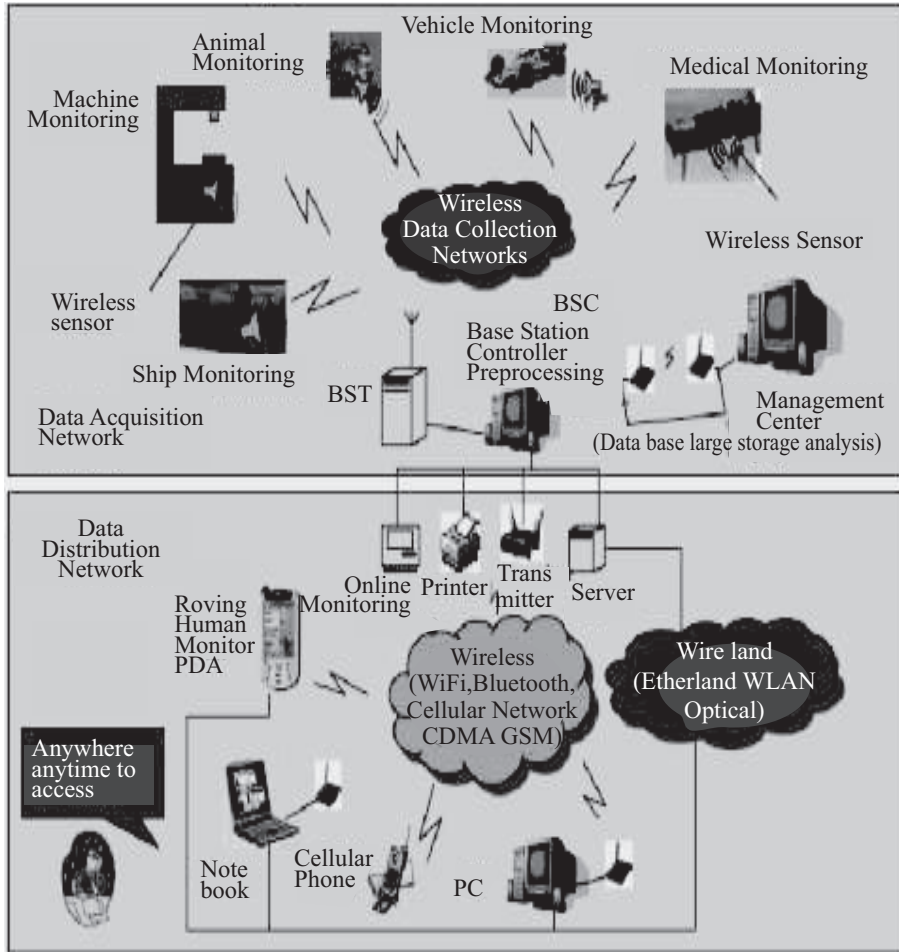 Animal
Monitoring
Vehicle Monitoring
Medical Monitoring
Machine
Monitoring
Wireless
Data Collection
Networks
Wireless Sensor
Wireless
sensor
Ship Monitoring
BSC
Base Station
Controller
Preprocessing
BST
Management
Center
(Data base large storage analysis)
Data Acquisition
Network
Data
Distribution
Network
Online
Monitoring
Printer
Trans
mitter
Server
Roving
Human
Monitor
PDA
Wireless
(WiFi,Bluetooth,
Cellular Network
CDMA GSM)
Wire land
(Etherland WLAN
Optical)
Anywhere
anytime to
access
Note
book
Cellular
Phone
PC